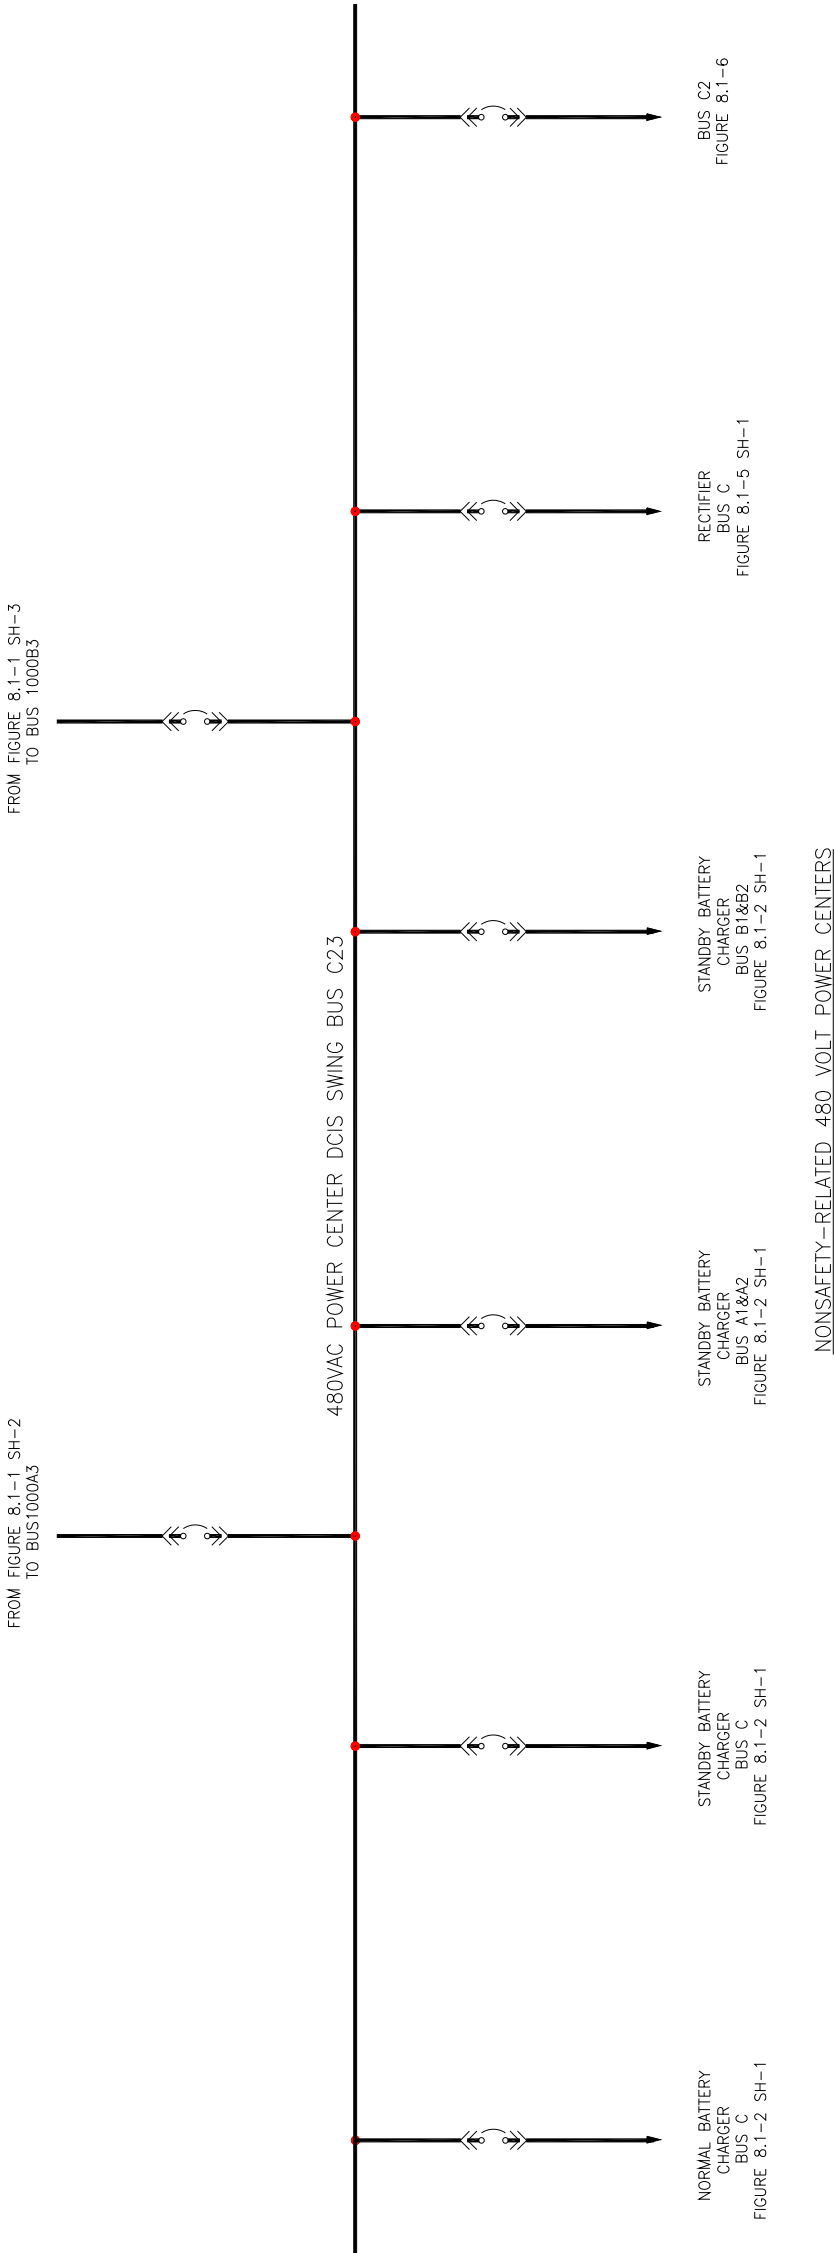 FROM FIGURE 8.1-1 SH-2
TO BUS1000A3
FROM FIGURE 8.1-1 SH-3
TO BUS 1000B3
480VAC POWER CENTER DCIS SWING BUS C23
NORMAL BATTERY
CHARGER
BUS C
FIGURE 8.1-2 SH-1
STANDBY BATTERY
CHARGER
BUS C
FIGURE 8.1-2 SH-1
STANDBY BATTERY
CHARGER
BUS A1&A2
FIGURE 8.1-2 SH-1
STANDBY BATTERY
CHARGER
BUS B1&B2
FIGURE 8.1-2 SH-1
RECTIFIER
BUS C
FIGURE 8.1-5 SH-1
BUS C2
FIGURE 8.1-6
NONSAFETY-RELATED 480 VOLT POWER CENTERS